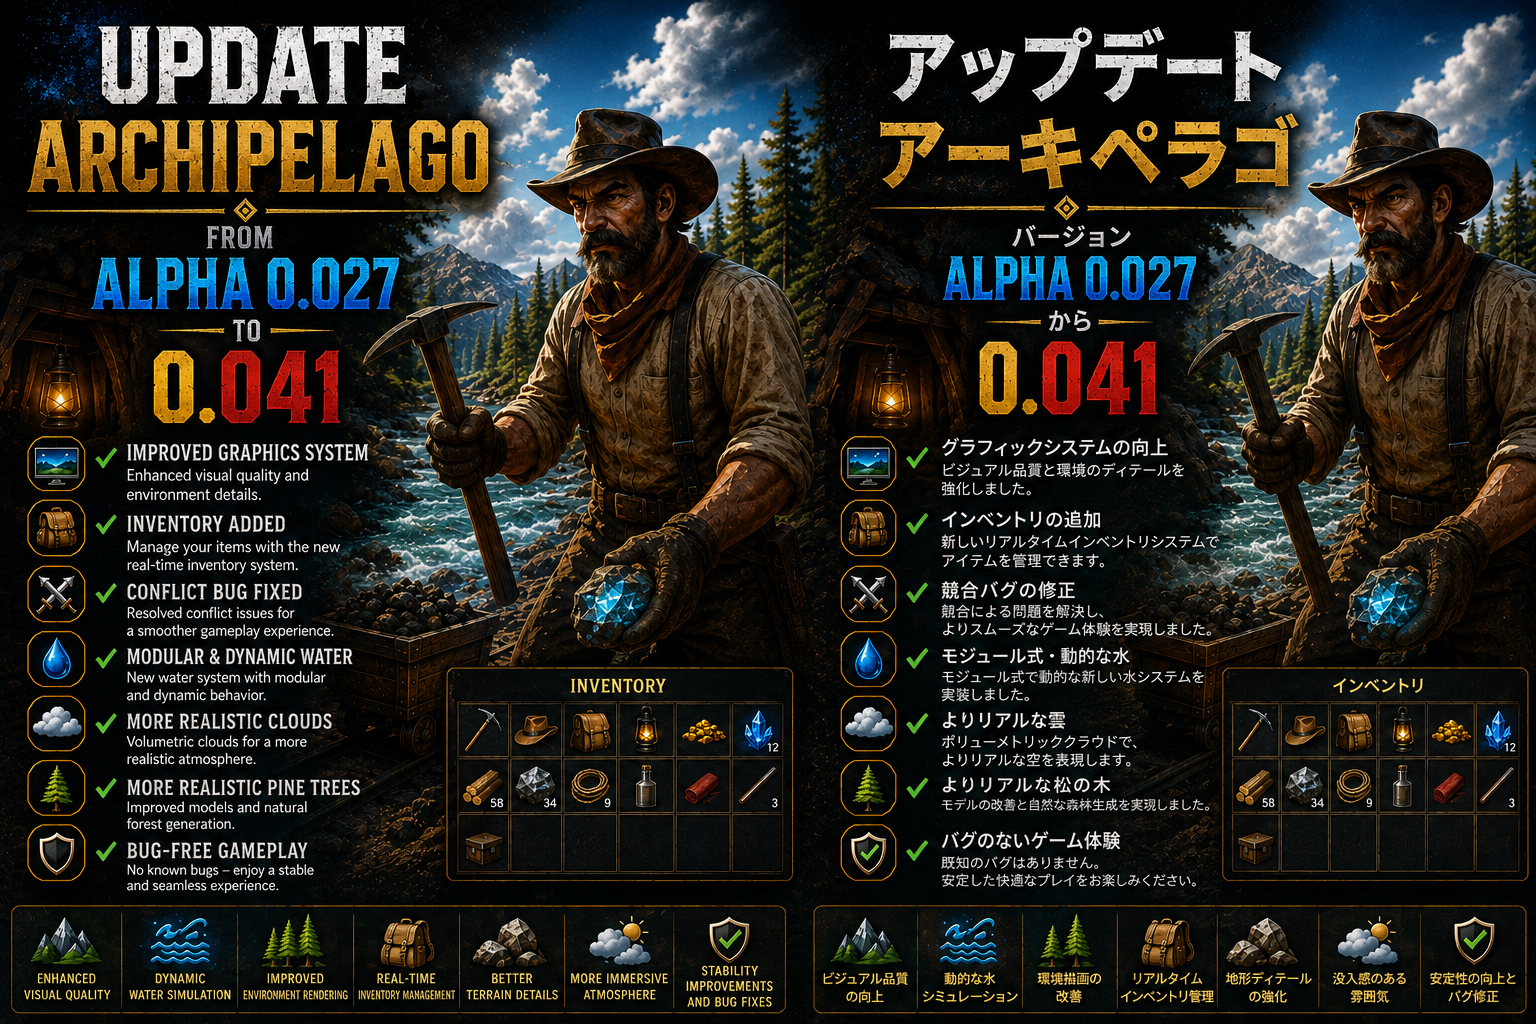 UPDATE
ARCHIPELAGO
FROM
ALPHA 0.027
TO
0.041
IMPROVED GRAPHICS SYSTEM
Enhanced visual quality and
environment details.
INVENTORY ADDED
Manage your items with the new
real-time inventory system.
CONFLICT BUG FIXED
Resolved conflict issues for
a smoother gameplay experience.
MODULAR & DYNAMIC WATER
New water system with modular
and dynamic behavior.
MORE REALISTIC CLOUDS
Volumetric clouds for a more
realistic atmosphere.
MORE REALISTIC PINE TREES
Improved models and natural
forest generation.
BUG-FREE GAMEPLAY
No known bugs – enjoy a stable
and seamless experience.
INVENTORY
12
58
34
9
3
ENHANCED
VISUAL QUALITY
DYNAMIC
WATER SIMULATION
IMPROVED
ENVIRONMENT RENDERING
REAL-TIME
INVENTORY MANAGEMENT
BETTER
TERRAIN DETAILS
MORE IMMERSIVE
ATMOSPHERE
STABILITY
IMPROVEMENTS
AND BUG FIXES
アップデート
アーキペラゴ
バージョン
ALPHA 0.027
から
0.041
グラフィックシステムの向上
ビジュアル品質と環境のディテールを
強化しました。
インベントリの追加
新しいリアルタイムインベントリシステムで
アイテムを管理できます。
競合バグの修正
競合による問題を解決し、
よりスムーズなゲーム体験を実現しました。
モジュール式・動的な水
モジュール式で動的な新しい水システムを
実装しました。
よりリアルな雲
ボリューメトリッククラウドで、
よりリアルな空を表現します。
よりリアルな松の木
モデルの改善と自然な森林生成を実現しました。
バグのないゲーム体験
既知のバグはありません。
安定した快適なプレイをお楽しみください。
インベントリ
12
58
34
9
3
ビジュアル品質
の向上
動的な水
シミュレーション
環境描画の
改善
リアルタイム
インベントリ管理
地形ディテール
の強化
没入感のある
雰囲気
安定性の向上と
バグ修正